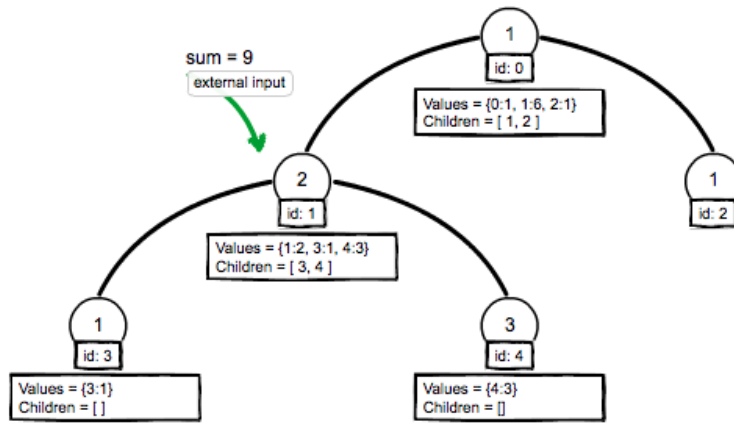 1
id: 0
sum = 9
external input
Values = {0:1, 1:6, 2:1}
Children = [ 1, 2 ]
2
id: 1
1
id: 2
Values = {1:2, 3:1, 4:3}
Children = [ 3, 4 ]
1
id: 3
3
id: 4
Values = {3:1}
Children = [ ]
Values = {4:3}
Children = []